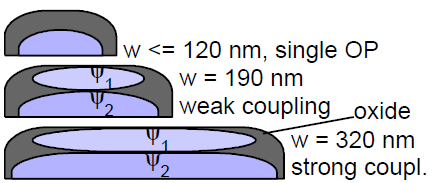 w <= 120 nm, single OP
Ψ1 w = 190 nm
Ψ2 weak coupling
oxide
Ψ1 w = 320 nm
Ψ2 strong coupl.